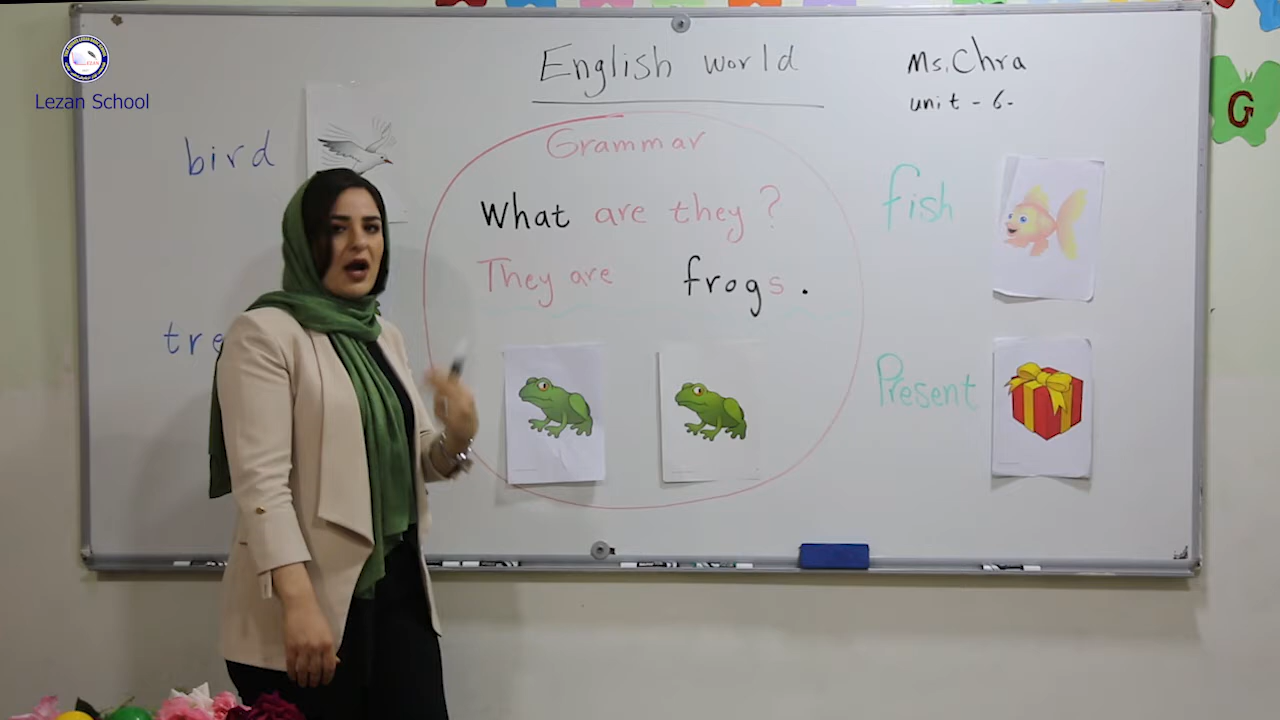 Lezan School
English world
Ms. Chra
unit - 6 -
bird
Grammar
What are they ?
They are frogs .
fish
Present
G